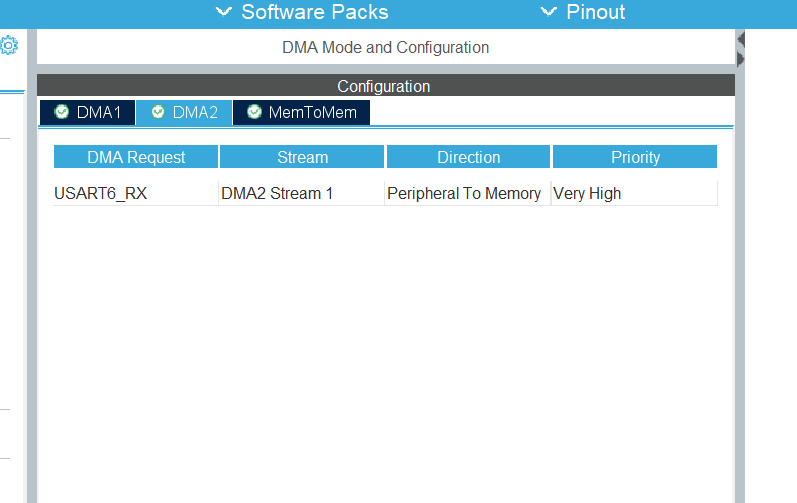 Software Packs Pinout
DMA Mode and Configuration
Configuration
DMA1 DMA2 MemToMem
DMA Request Stream Direction Priority
USART6_RX DMA2 Stream 1 Peripheral To Memory Very High